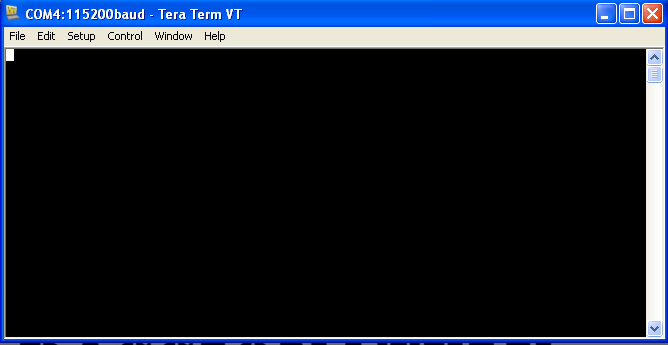 COM4:115200baud - Tera Term VT
File Edit Setup Control Window Help